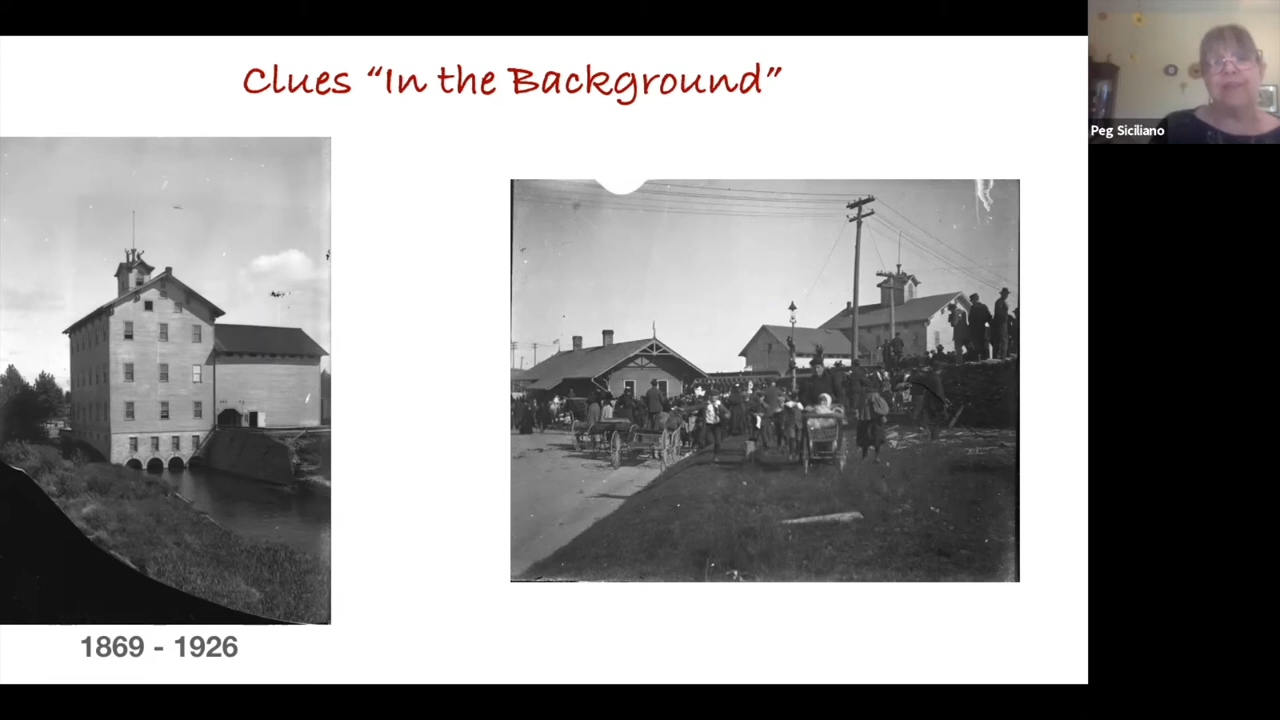 Clues “In the Background”
Peg Siciliano
1869 - 1926